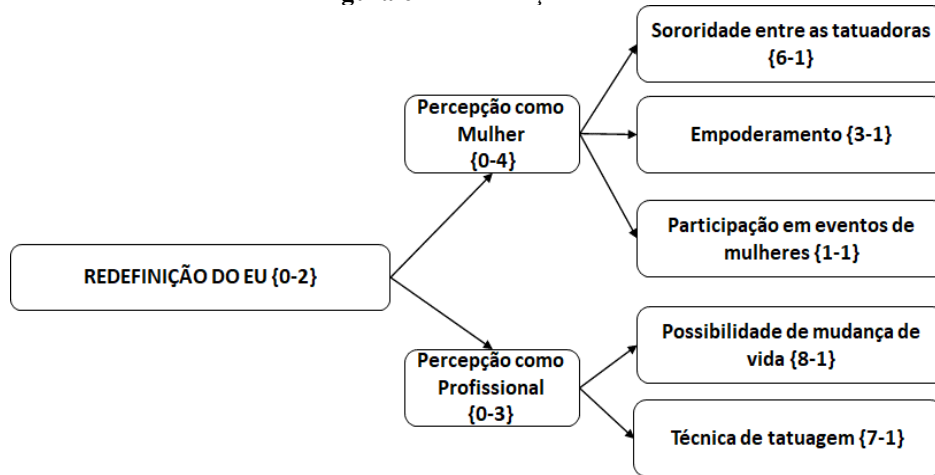 Sororidade entre as tatuadoras
{6-1}
Percepção como
Mulher
{0-4}
Empoderamento {3-1}
Participação em eventos de
mulheres {1-1}
REDEFINIÇÃO DO EU {0-2}
Possibilidade de mudança de
vida {8-1}
Percepção como
Profissional
{0-3}
Técnica de tatuagem {7-1}